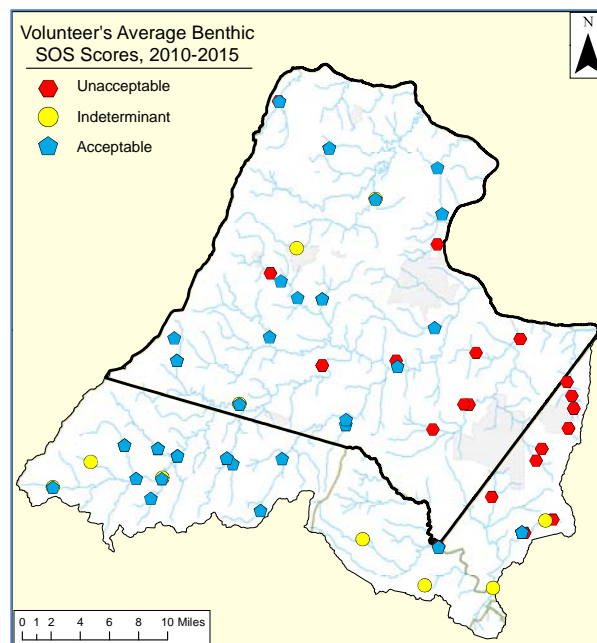 Volunteer's Average Benthic
SOS Scores, 2010-2015
Unacceptable
Indeterminant
Acceptable
N
0 1 2 4 6 8 10 Miles